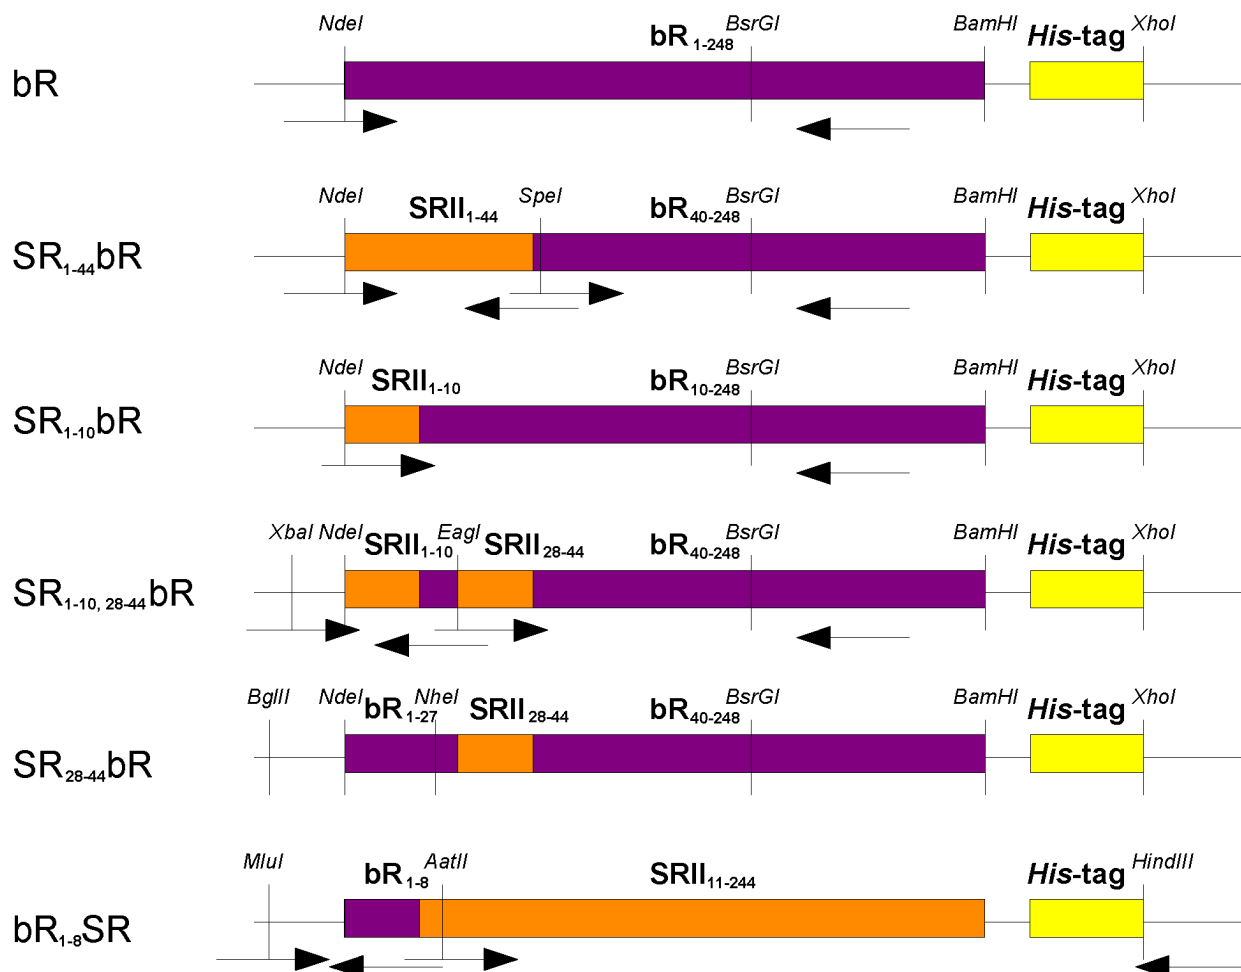 NdeI BsrGI BamHI XhoI
bR bR1-248 His-tag
NdeI SpeI BsrGI BamHI XhoI
SR1-44bR SRII1-44 bR40-248 His-tag
NdeI BsrGI BamHI XhoI
SR1-10bR SRII1-10 bR10-248 His-tag
XbaI NdeI EagI BsrGI BamHI XhoI
SR1-10, 28-44bR SRII1-10 SRII28-44 bR40-248 His-tag
BglII NdeI NheI BsrGI BamHI XhoI
SR28-44bR bR1-27 SRII28-44 bR40-248 His-tag
MluI AatII HindIII
bR1-8SR bR1-8 SRII11-244 His-tag